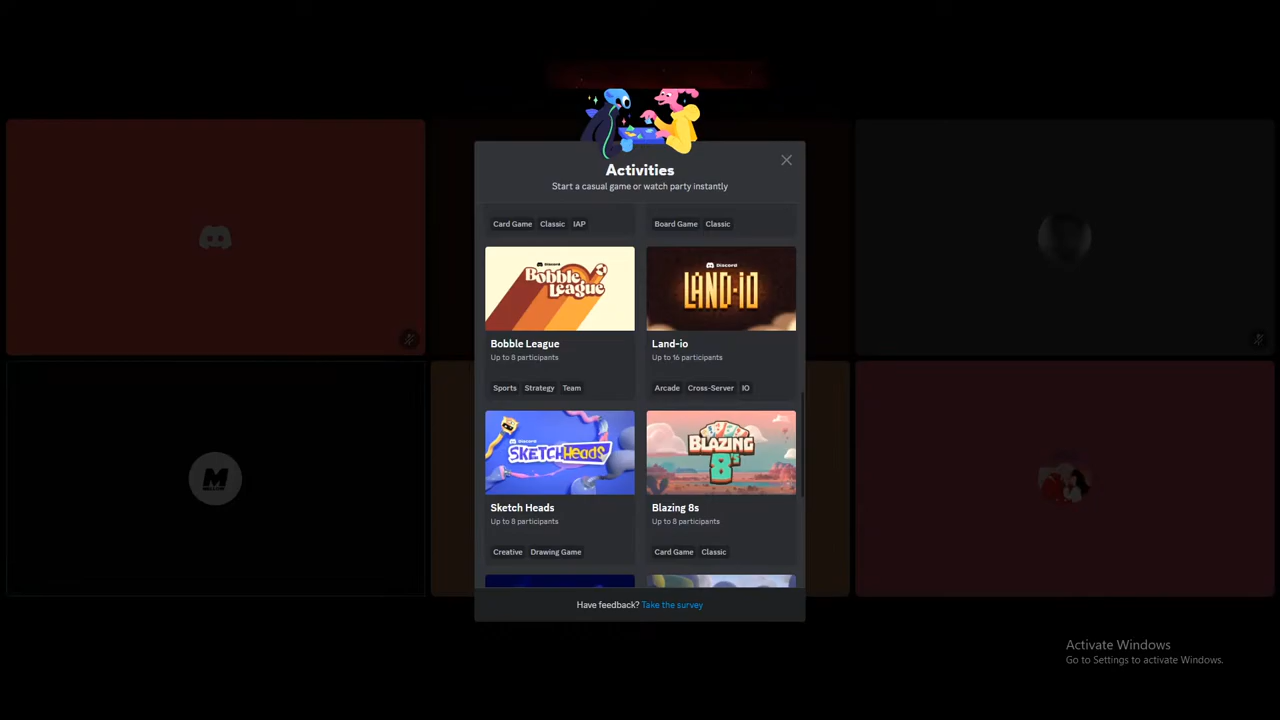 Activities
Start a casual game or watch party instantly
Card Game Classic IAP
Board Game Classic
Discord
Bobble
League
Discord
LAND-IO
Bobble League
Up to 8 participants
Sports Strategy Team
Land-io
Up to 16 participants
Arcade Cross-Server IO
Discord
SKETCHHeads
BLAZING
8s
Sketch Heads
Up to 8 participants
Creative Drawing Game
Blazing 8s
Up to 8 participants
Card Game Classic
Have feedback? Take the survey
M
Activate Windows
Go to Settings to activate Windows.